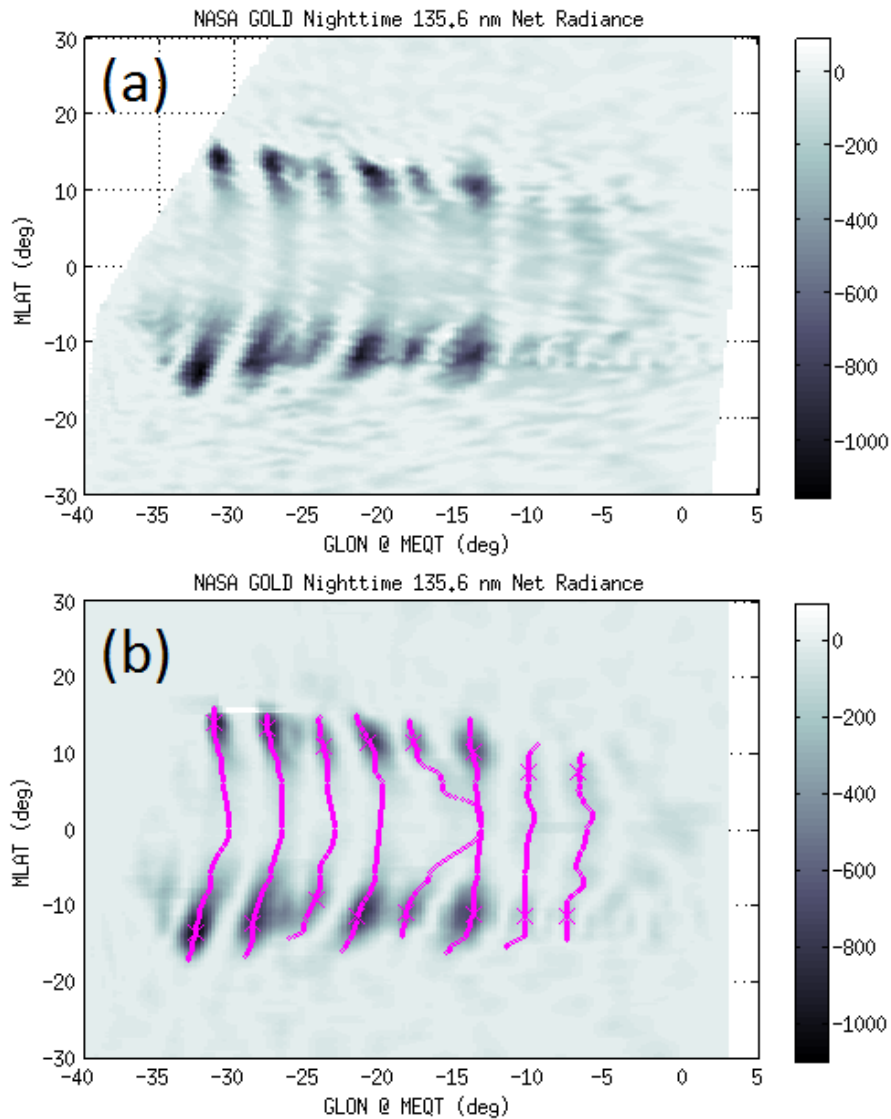 NASA GOLD Nighttime 135.6 nm Net Radiance
(a)
30
20
10
0
-10
-20
-30
MLAT (deg)
-40 -35 -30 -25 -20 -15 -10 -5 0 5
GLON @ MEQT (deg)
0
-200
-400
-600
-800
-1000
NASA GOLD Nighttime 135.6 nm Net Radiance
(b)
30
20
10
0
-10
-20
-30
MLAT (deg)
-40 -35 -30 -25 -20 -15 -10 -5 0 5
GLON @ MEQT (deg)
0
-200
-400
-600
-800
-1000